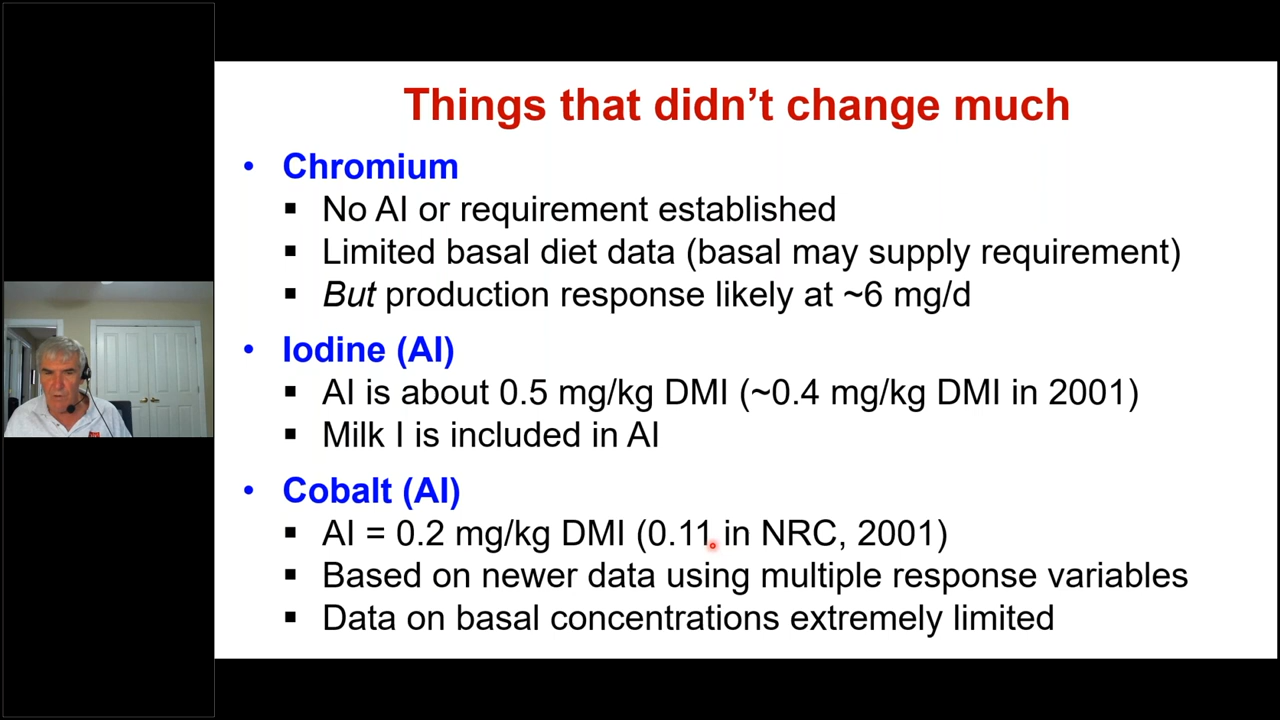 Things that didn’t change much
• Chromium
▪ No AI or requirement established
▪ Limited basal diet data (basal may supply requirement)
▪ But production response likely at ~6 mg/d
• Iodine (AI)
▪ AI is about 0.5 mg/kg DMI (~0.4 mg/kg DMI in 2001)
▪ Milk I is included in AI
• Cobalt (AI)
▪ AI = 0.2 mg/kg DMI (0.11 in NRC, 2001)
▪ Based on newer data using multiple response variables
▪ Data on basal concentrations extremely limited